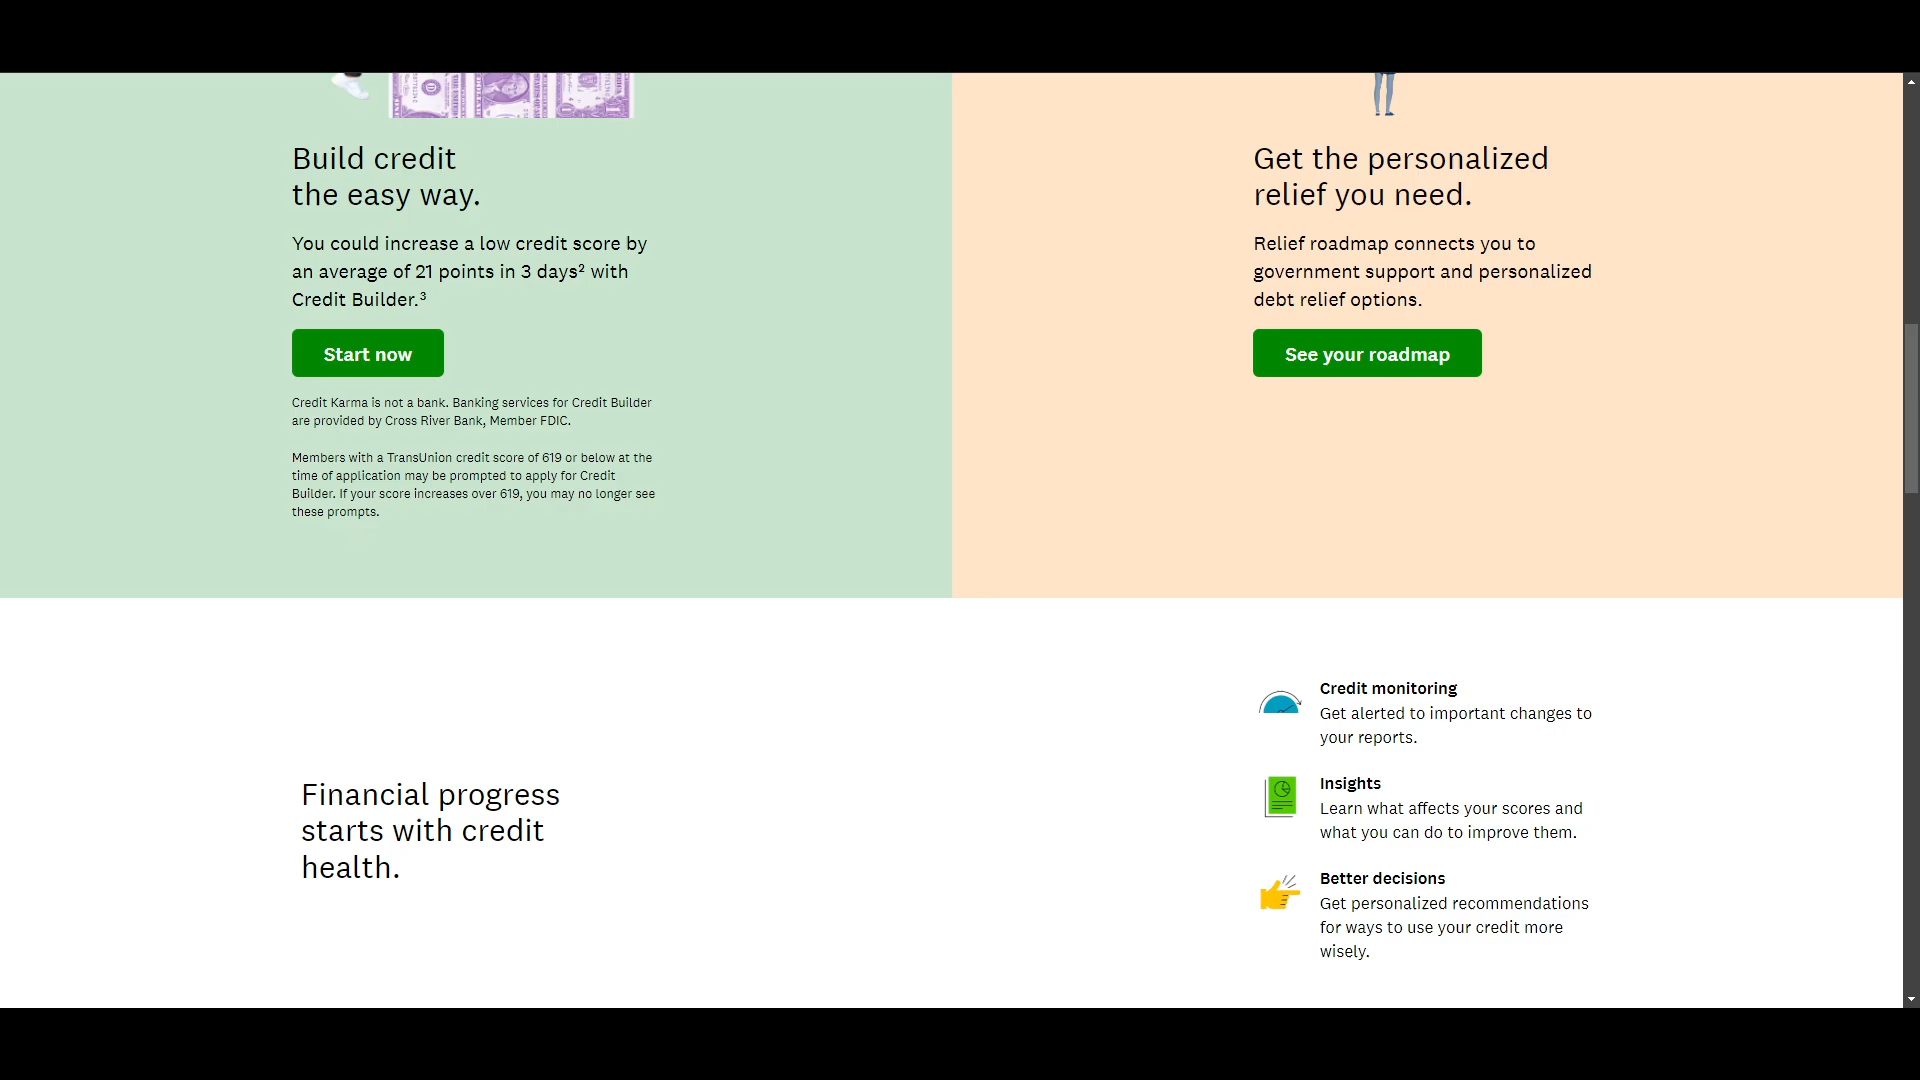 Build credit
the easy way.
You could increase a low credit score by
an average of 21 points in 3 days² with
Credit Builder.³
Start now
Credit Karma is not a bank. Banking services for Credit Builder
are provided by Cross River Bank, Member FDIC.
Members with a TransUnion credit score of 619 or below at the
time of application may be prompted to apply for Credit
Builder. If your score increases over 619, you may no longer see
these prompts.
Get the personalized
relief you need.
Relief roadmap connects you to
government support and personalized
debt relief options.
See your roadmap
Financial progress
starts with credit
health.
Credit monitoring
Get alerted to important changes to
your reports.
Insights
Learn what affects your scores and
what you can do to improve them.
Better decisions
Get personalized recommendations
for ways to use your credit more
wisely.